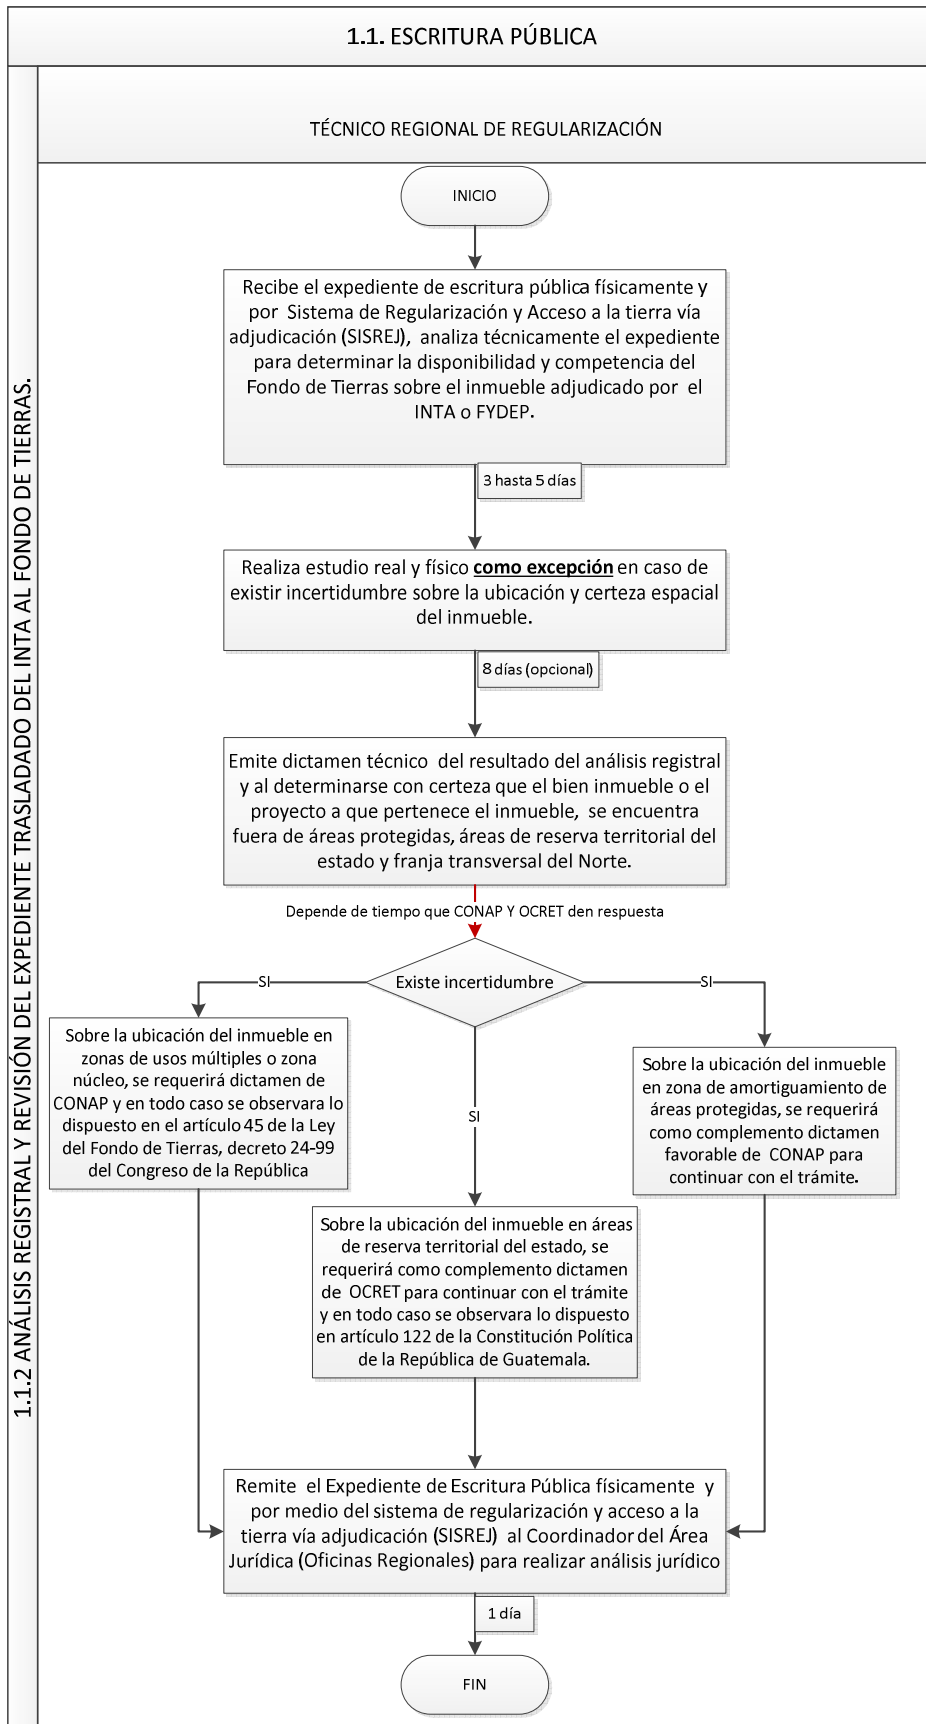 1.1. ESCRITURA PÚBLICA
1.1.2 ANÁLISIS REGISTRAL Y REVISIÓN DEL EXPEDIENTE TRASLADADO DEL INTA AL FONDO DE TIERRAS.
TÉCNICO REGIONAL DE REGULARIZACIÓN
INICIO
Recibe el expediente de escritura pública físicamente y
por Sistema de Regularización y Acceso a la tierra vía
adjudicación (SISREJ), analiza técnicamente el expediente
para determinar la disponibilidad y competencia del
Fondo de Tierras sobre el inmueble adjudicado por el
INTA o FYDEP.
3 hasta 5 días
Realiza estudio real y físico como excepción en caso de
existir incertidumbre sobre la ubicación y certeza espacial
del inmueble.
8 días (opcional)
Emite dictamen técnico del resultado del análisis registral
y al determinarse con certeza que el bien inmueble o el
proyecto a que pertenece el inmueble, se encuentra
fuera de áreas protegidas, áreas de reserva territorial del
estado y franja transversal del Norte.
Depende de tiempo que CONAP Y OCRET den respuesta
Existe incertidumbre
SI
SI
SI
Sobre la ubicación del inmueble en
zonas de usos múltiples o zona
núcleo, se requerirá dictamen de
CONAP y en todo caso se observara lo
dispuesto en el artículo 45 de la Ley
del Fondo de Tierras, decreto 24-99
del Congreso de la República
Sobre la ubicación del inmueble
en zona de amortiguamiento de
áreas protegidas, se requerirá
como complemento dictamen
favorable de CONAP para
continuar con el trámite.
Sobre la ubicación del inmueble en áreas
de reserva territorial del estado, se
requerirá como complemento dictamen
de OCRET para continuar con el trámite
y en todo caso se observara lo dispuesto
en artículo 122 de la Constitución Política
de la República de Guatemala.
Remite el Expediente de Escritura Pública físicamente y
por medio del sistema de regularización y acceso a la
tierra vía adjudicación (SISREJ) al Coordinador del Área
Jurídica (Oficinas Regionales) para realizar análisis jurídico
1 día
FIN